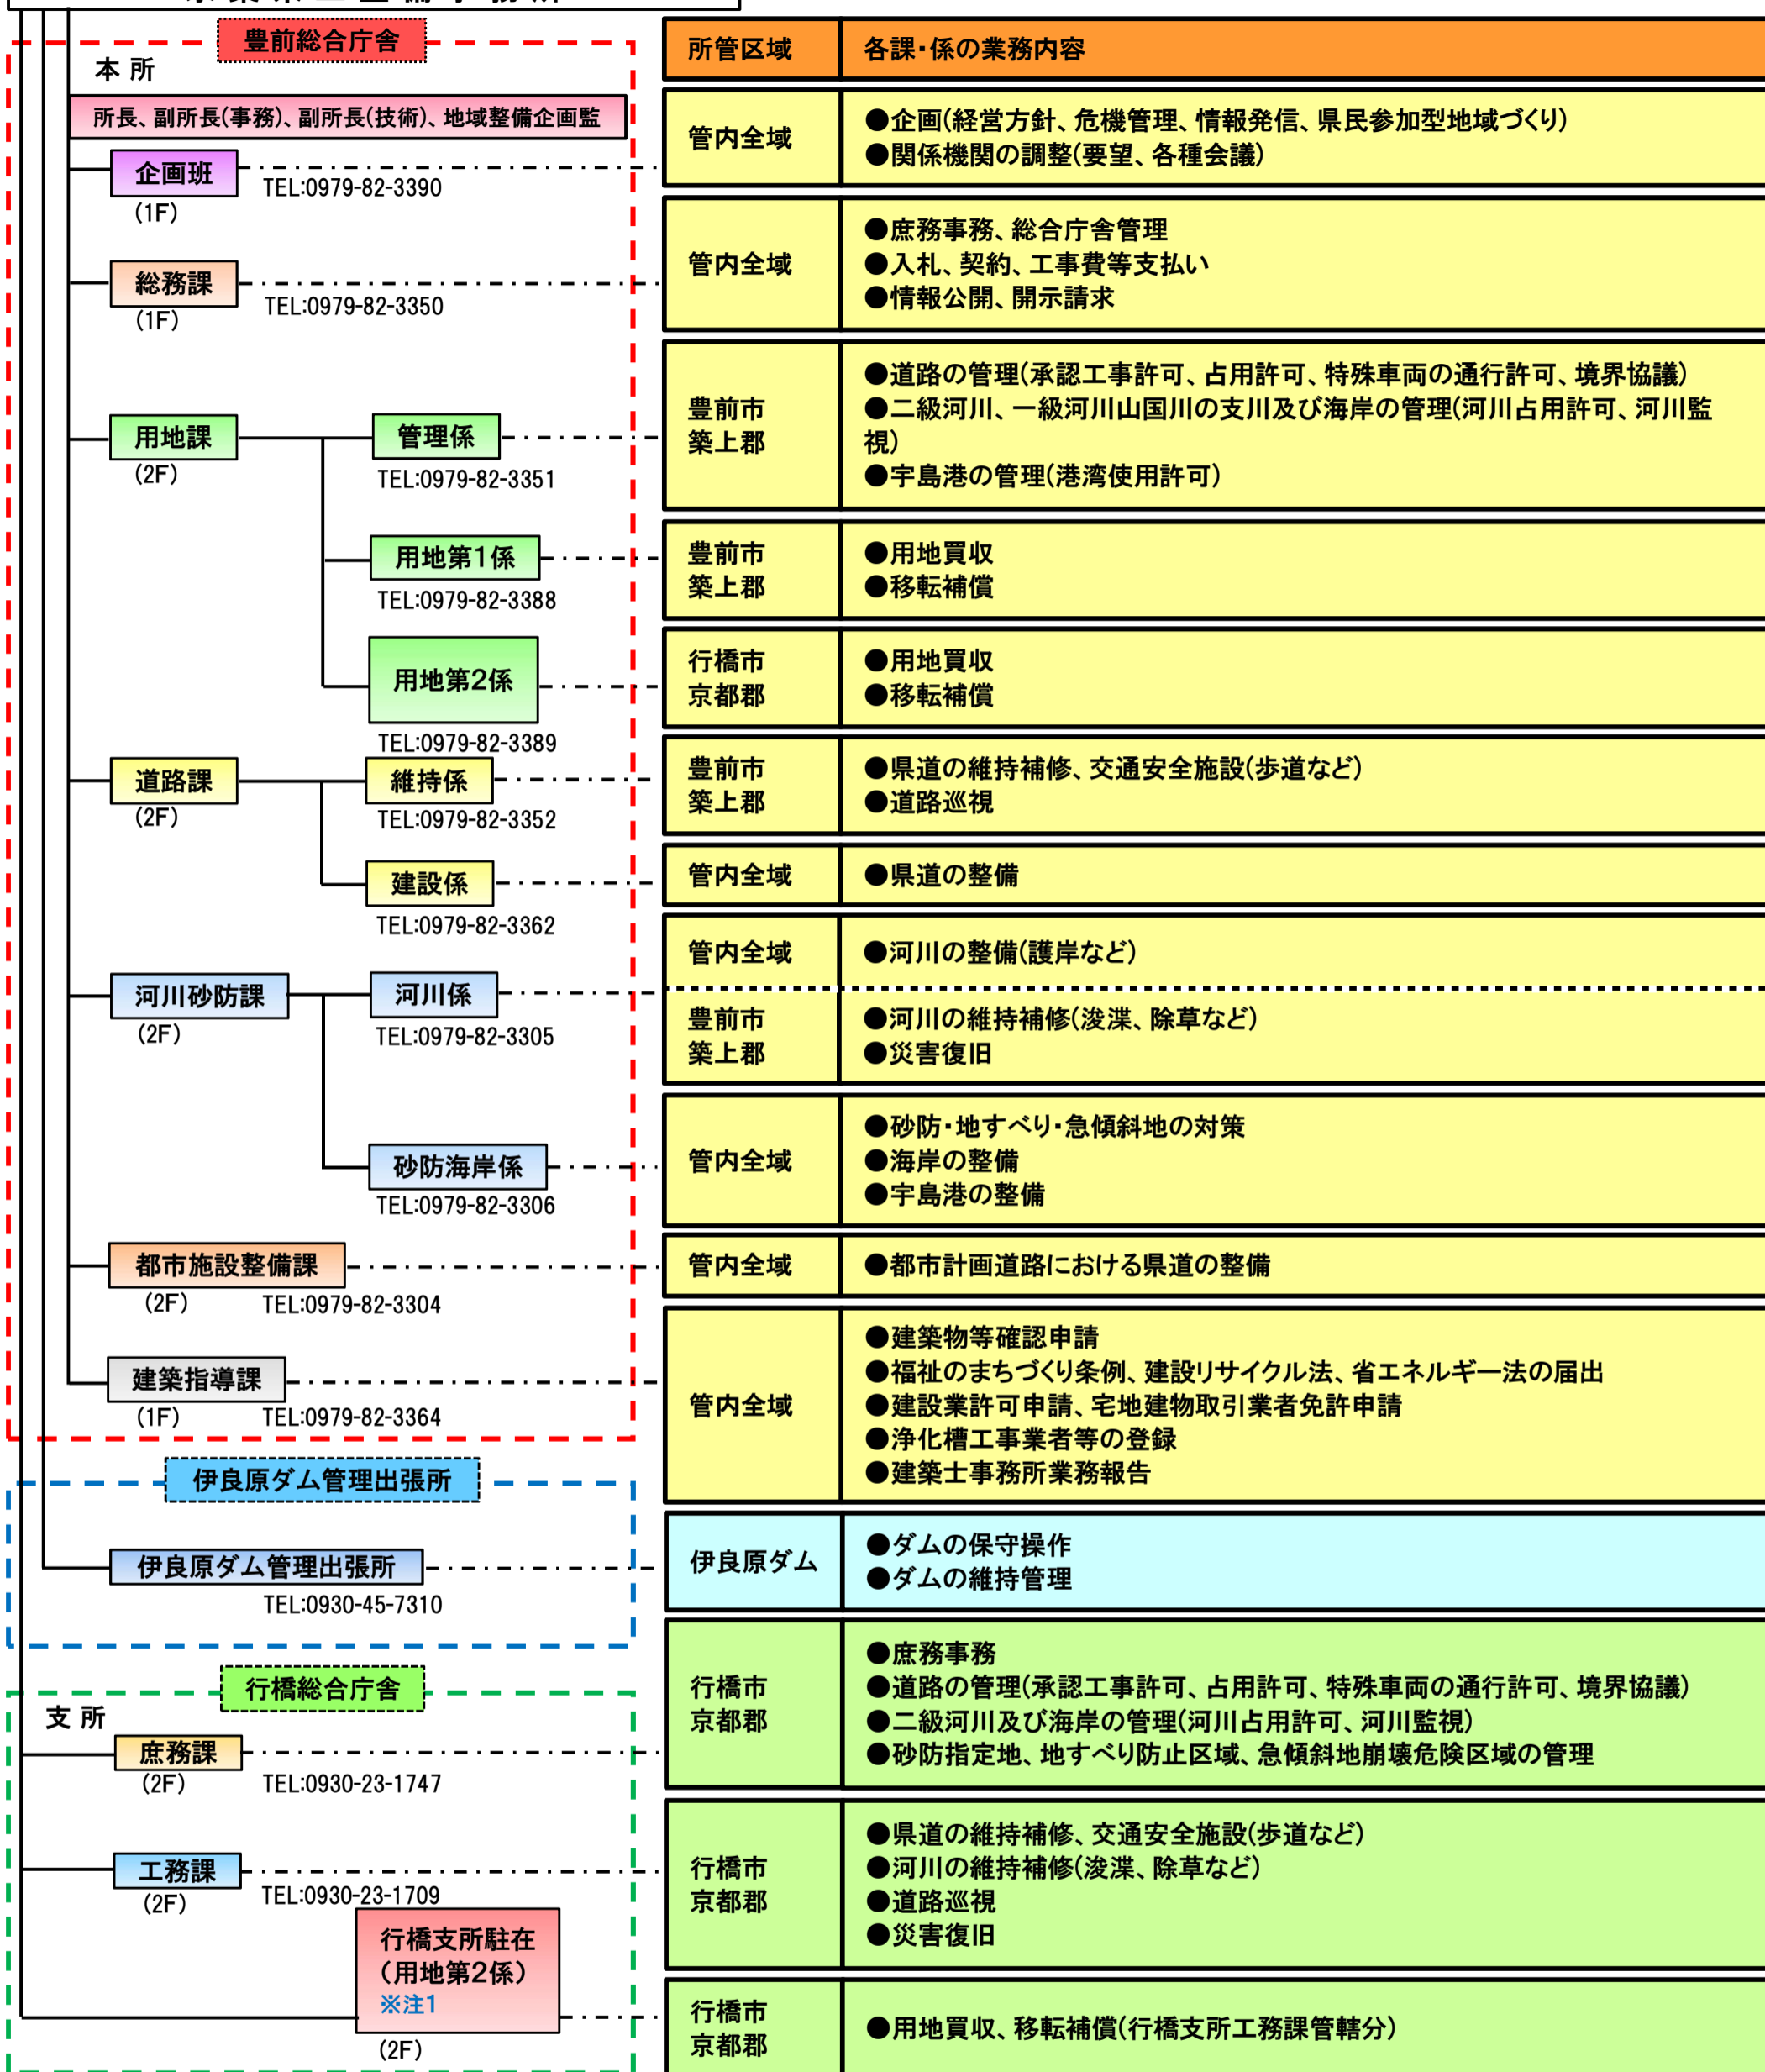 豊前総合庁舎
本 所
所長、副所長(事務)、副所長(技術)、地域整備企画監
企画班
(1F)
TEL:0979-82-3390
総務課
(1F)
TEL:0979-82-3350
用地課
(2F)
管理係
TEL:0979-82-3351
用地第1係
TEL:0979-82-3388
用地第2係
TEL:0979-82-3389
道路課
(2F)
維持係
TEL:0979-82-3352
建設係
TEL:0979-82-3362
河川砂防課
(2F)
河川係
TEL:0979-82-3305
砂防海岸係
TEL:0979-82-3306
都市施設整備課
(2F)
TEL:0979-82-3304
建築指導課
(1F)
TEL:0979-82-3364
伊良原ダム管理出張所
伊良原ダム管理出張所
TEL:0930-45-7310
行橋総合庁舎
支 所
庶務課
(2F)
TEL:0930-23-1747
工務課
(2F)
TEL:0930-23-1709
行橋支所駐在
(用地第2係)
※注1
(2F)
所管区域 各課・係の業務内容
管内全域
●企画(経営方針、危機管理、情報発信、県民参加型地域づくり)
●関係機関の調整(要望、各種会議)
管内全域
●庶務事務、総合庁舎管理
●入札、契約、工事費等支払い
●情報公開、開示請求
豊前市
築上郡
●道路の管理(承認工事許可、占用許可、特殊車両の通行許可、境界協議)
●二級河川、一級河川山国川の支川及び海岸の管理(河川占用許可、河川監
視)
●宇島港の管理(港湾使用許可)
豊前市
築上郡
●用地買収
●移転補償
行橋市
京都郡
●用地買収
●移転補償
豊前市
築上郡
●県道の維持補修、交通安全施設(歩道など)
●道路巡視
管内全域
●県道の整備
管内全域
●河川の整備(護岸など)
豊前市
築上郡
●河川の維持補修(浚渫、除草など)
●災害復旧
管内全域
●砂防・地すべり・急傾斜地の対策
●海岸の整備
●宇島港の整備
管内全域
●都市計画道路における県道の整備
管内全域
●建築物等確認申請
●福祉のまちづくり条例、建設リサイクル法、省エネルギー法の届出
●建設業許可申請、宅地建物取引業者免許申請
●浄化槽工事業者等の登録
●建築士事務所業務報告
伊良原ダム
●ダムの保守操作
●ダムの維持管理
行橋市
京都郡
●庶務事務
●道路の管理(承認工事許可、占用許可、特殊車両の通行許可、境界協議)
●二級河川及び海岸の管理(河川占用許可、河川監視)
●砂防指定地、地すべり防止区域、急傾斜地崩壊危険区域の管理
行橋市
京都郡
●県道の維持補修、交通安全施設(歩道など)
●河川の維持補修(浚渫、除草など)
●道路巡視
●災害復旧
行橋市
京都郡
●用地買収、移転補償(行橋支所工務課管轄分)